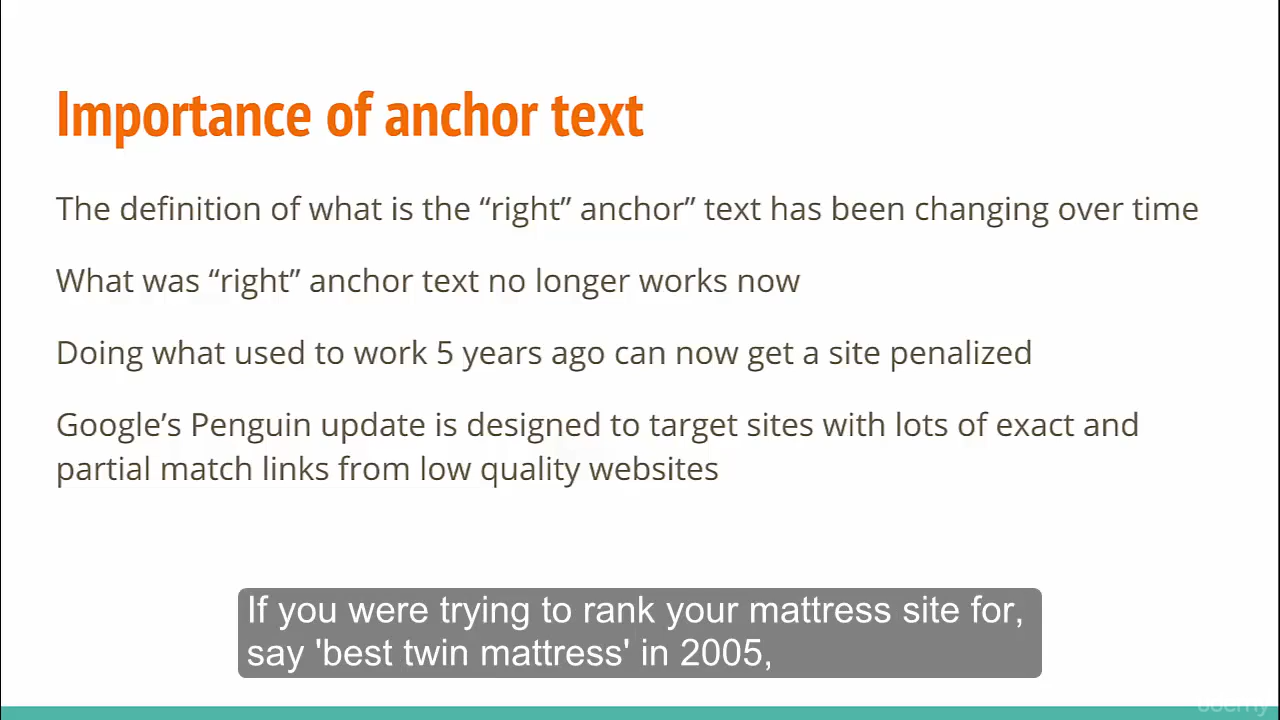 Importance of anchor text
The definition of what is the “right” anchor” text has been changing over time
What was “right” anchor text no longer works now
Doing what used to work 5 years ago can now get a site penalized
Google’s Penguin update is designed to target sites with lots of exact and
partial match links from low quality websites
If you were trying to rank your mattress site for,
say 'best twin mattress' in 2005,
udemy